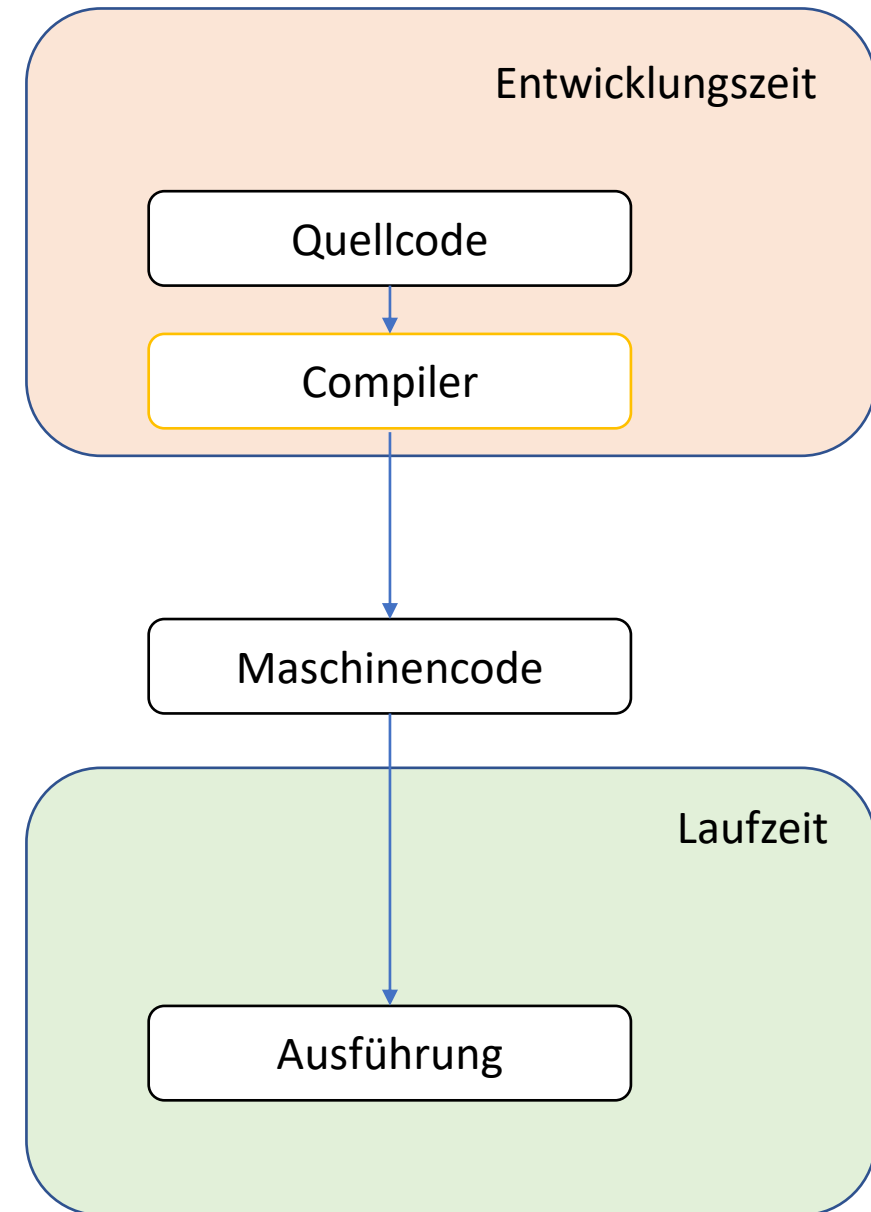 Entwicklungszeit
Quellcode
Compiler
Maschinencode
Laufzeit
Ausführung